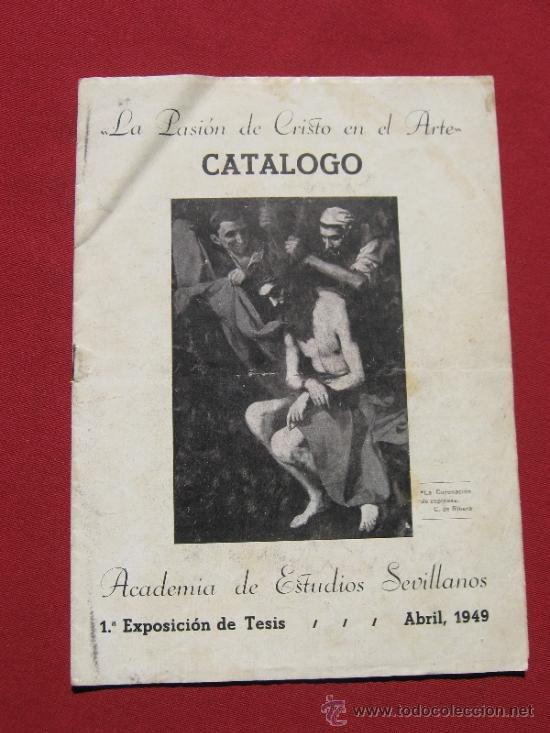 «La Pasión de Cristo en el Arte»
CATALOGO
"La Coronación
de espinas».
C. de Ribera
Academia de Estudios Sevillanos
1.ª Exposición de Tesis / / / Abril, 1949
todocoleccion
© www.todocoleccion.net